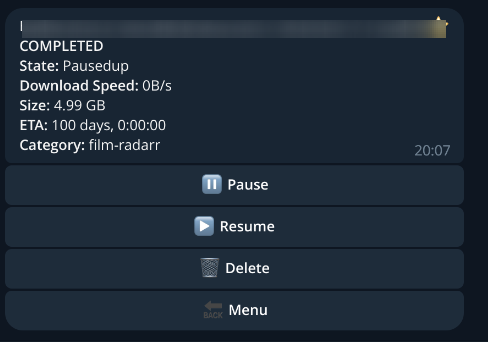 COMPLETED
State: Pausedup
Download Speed: 0B/s
Size: 4.99 GB
ETA: 100 days, 0:00:00
Category: film-radarr
20:07
Pause
Resume
Delete
BACK Menu